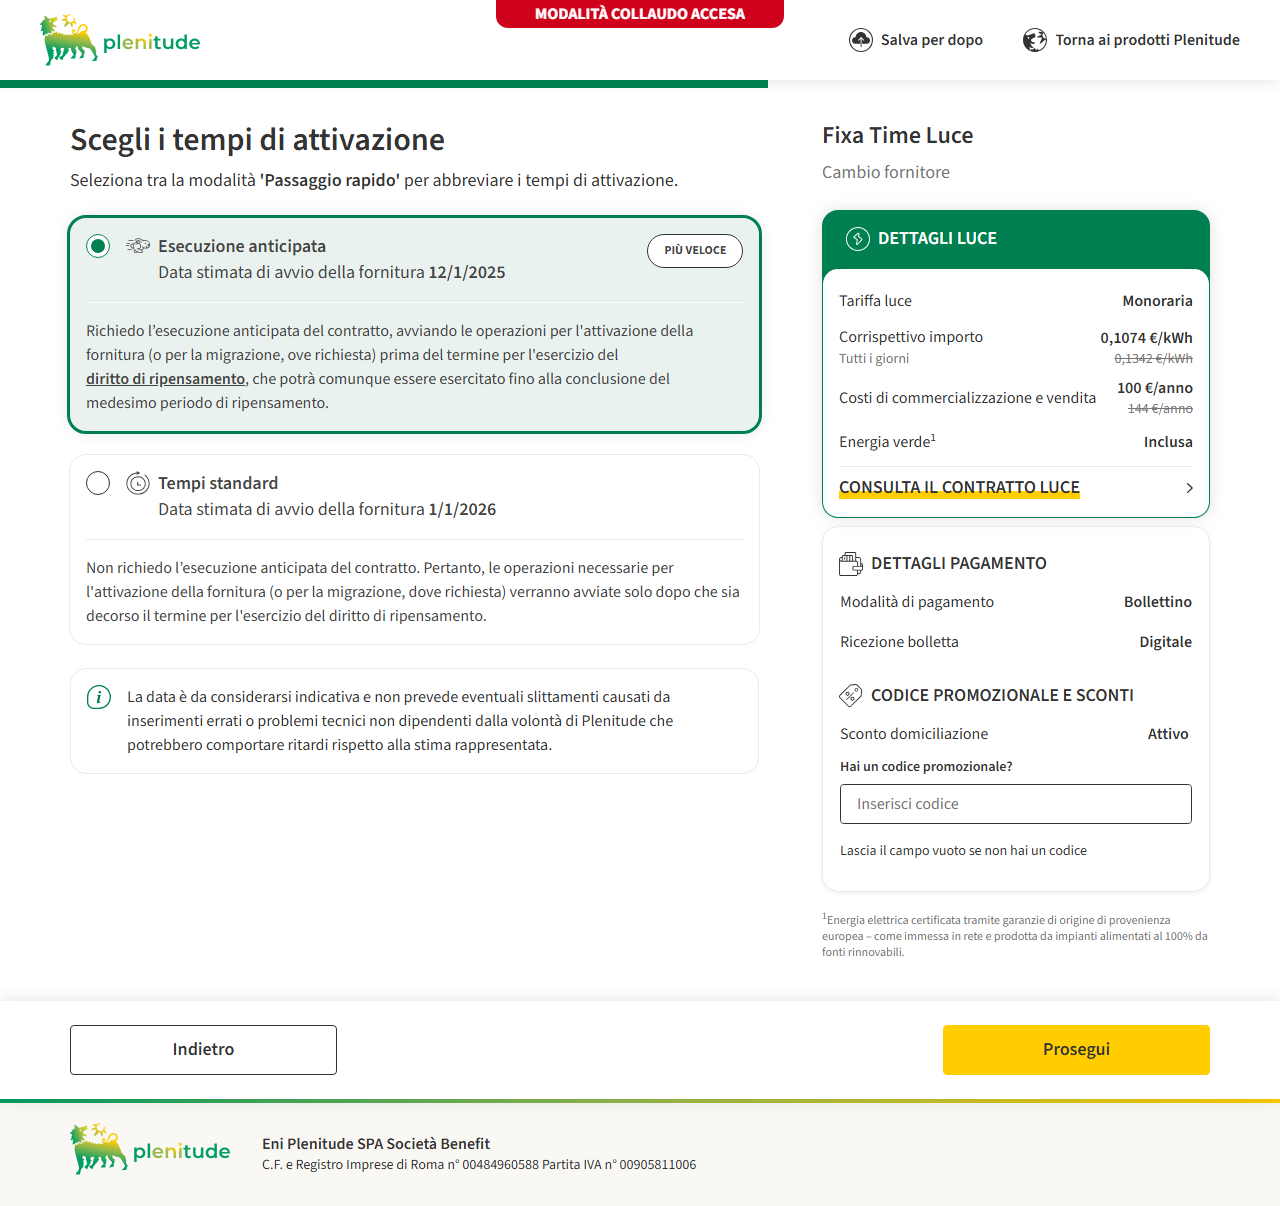 MODALITÀ COLLAUDO ACCESA
plenitude
Salva per dopo
Torna ai prodotti Plenitude
Scegli i tempi di attivazione
Seleziona tra la modalità 'Passaggio rapido' per abbreviare i tempi di attivazione.
Esecuzione anticipata
PIÙ VELOCE
Data stimata di avvio della fornitura 12/1/2025
Richiedo l’esecuzione anticipata del contratto, avviando le operazioni per l'attivazione della
fornitura (o per la migrazione, ove richiesta) prima del termine per l'esercizio del
diritto di ripensamento, che potrà comunque essere esercitato fino alla conclusione del
medesimo periodo di ripensamento.
Tempi standard
Data stimata di avvio della fornitura 1/1/2026
Non richiedo l’esecuzione anticipata del contratto. Pertanto, le operazioni necessarie per
l'attivazione della fornitura (o per la migrazione, dove richiesta) verranno avviate solo dopo che sia
decorso il termine per l'esercizio del diritto di ripensamento.
La data è da considerarsi indicativa e non prevede eventuali slittamenti causati da
inserimenti errati o problemi tecnici non dipendenti dalla volontà di Plenitude che
potrebbero comportare ritardi rispetto alla stima rappresentata.
Fixa Time Luce
Cambio fornitore
DETTAGLI LUCE
Tariffa luce Monoraria
Corrispettivo importo 0,1074 €/kWh
Tutti i giorni 0,1342 €/kWh
Costi di commercializzazione e vendita 100 €/anno
144 €/anno
Energia verde1 Inclusa
CONSULTA IL CONTRATTO LUCE
DETTAGLI PAGAMENTO
Modalità di pagamento Bollettino
Ricezione bolletta Digitale
CODICE PROMOZIONALE E SCONTI
Sconto domiciliazione Attivo
Hai un codice promozionale?
Inserisci codice
Lascia il campo vuoto se non hai un codice
1Energia elettrica certificata tramite garanzie di origine di provenienza
europea – come immessa in rete e prodotta da impianti alimentati al 100% da
fonti rinnovabili.
Indietro
Prosegui
plenitude
Eni Plenitude SPA Società Benefit
C.F. e Registro Imprese di Roma n° 00484960588 Partita IVA n° 00905811006